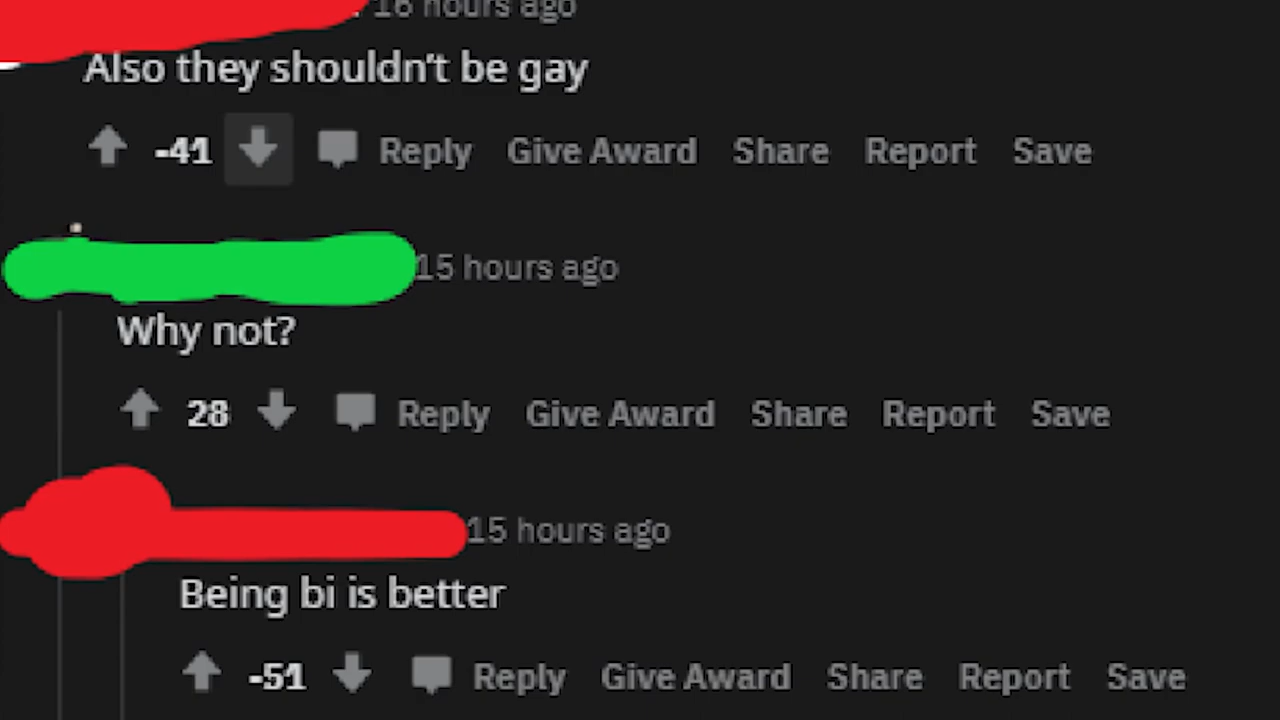 16 hours ago
Also they shouldn't be gay
-41 Reply Give Award Share Report Save
15 hours ago
Why not?
28 Reply Give Award Share Report Save
15 hours ago
Being bi is better
-51 Reply Give Award Share Report Save